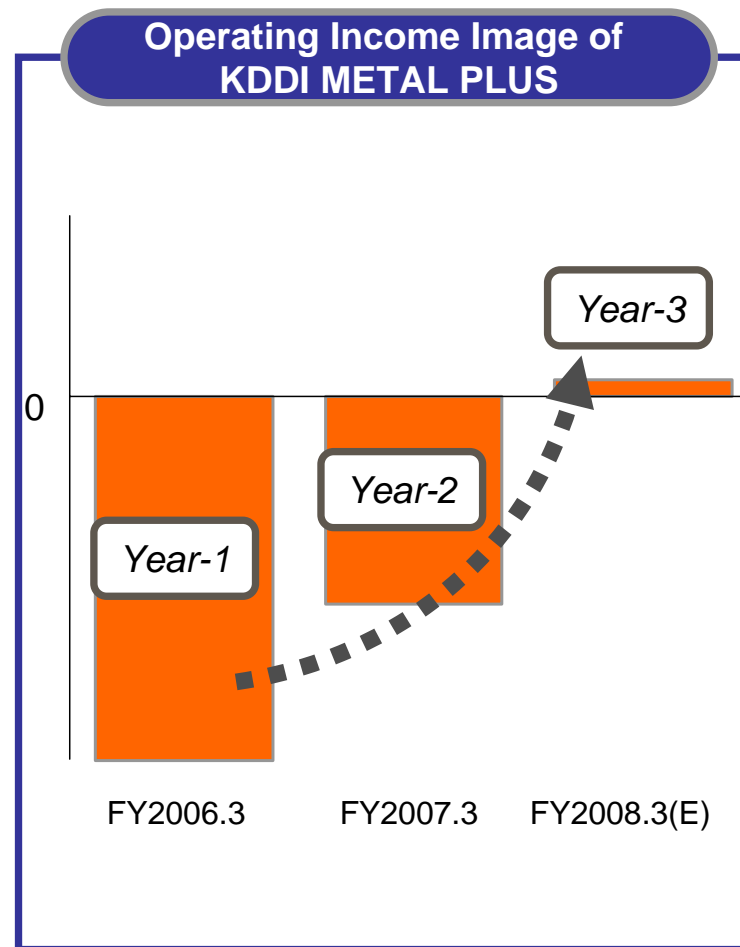 Operating Income Image of
KDDI METAL PLUS
Year-3
0
Year-2
Year-1
FY2006.3 FY2007.3 FY2008.3(E)